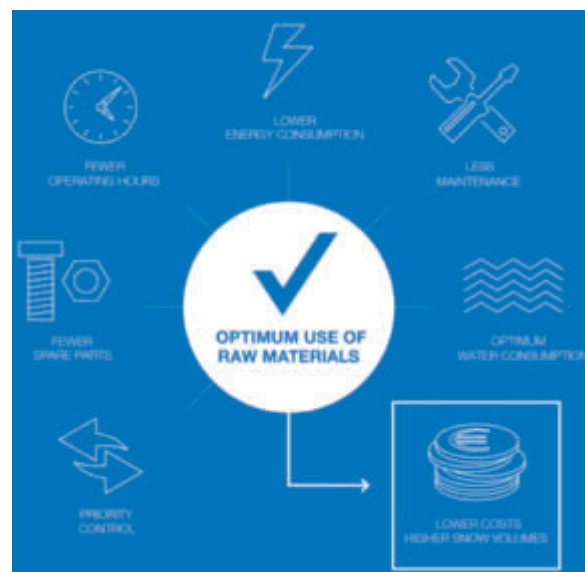 LOWER
ENERGY CONSUMPTION
FEWER
OPERATING HOURS
LESS
MAINTENANCE
OPTIMUM USE OF
RAW MATERIALS
FEWER
SPARE PARTS
OPTIMUM
WATER CONSUMPTION
PRIORITY
CONTROL
LOWER COSTS
HIGHER SNOW VOLUMES